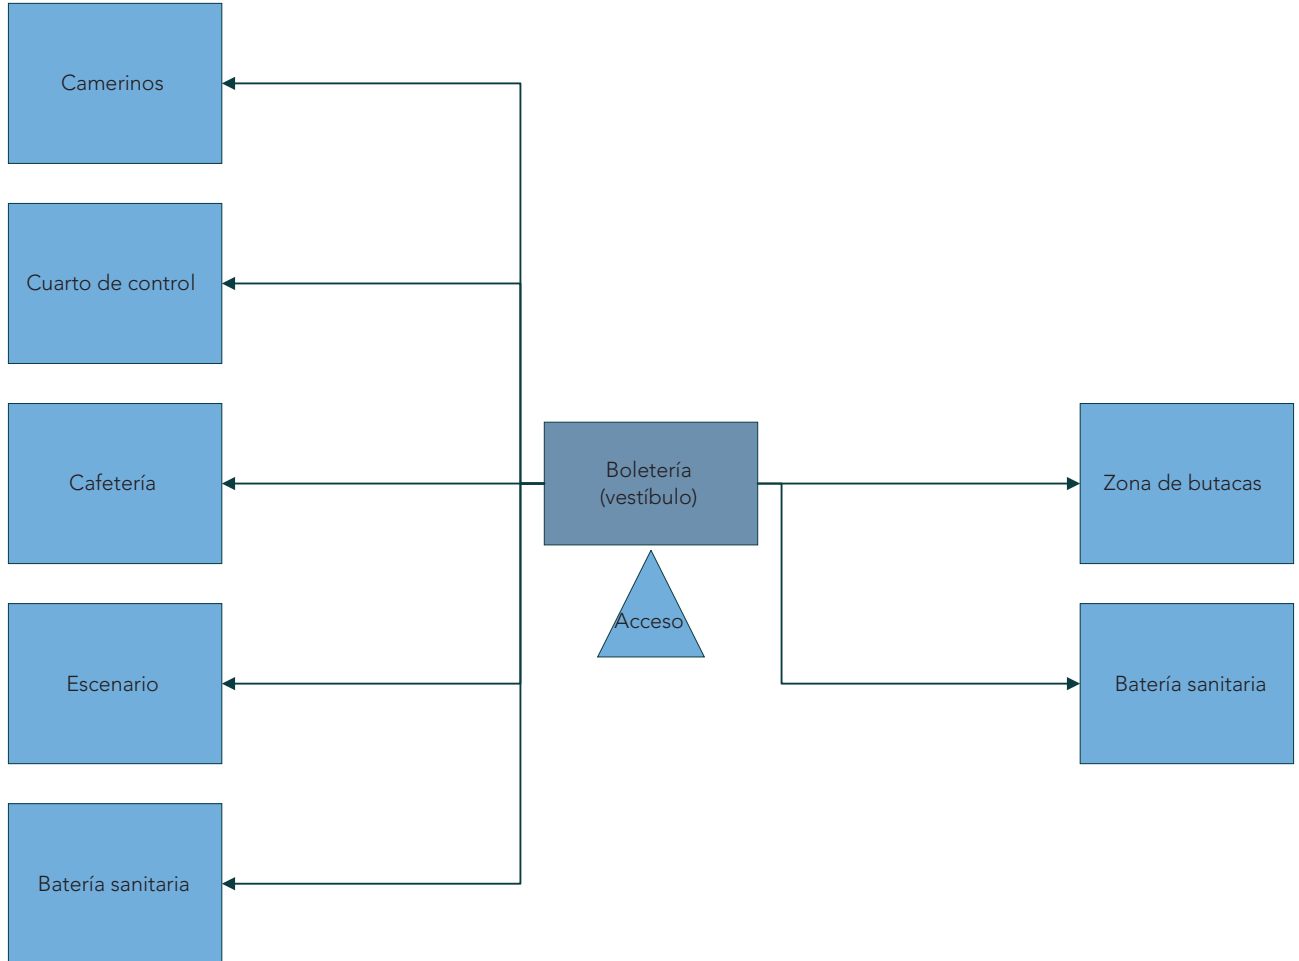 Camerinos
Cuarto de control
Cafetería
Escenario
Batería sanitaria
Boletería
(vestíbulo)
Acceso
Zona de butacas
Batería sanitaria